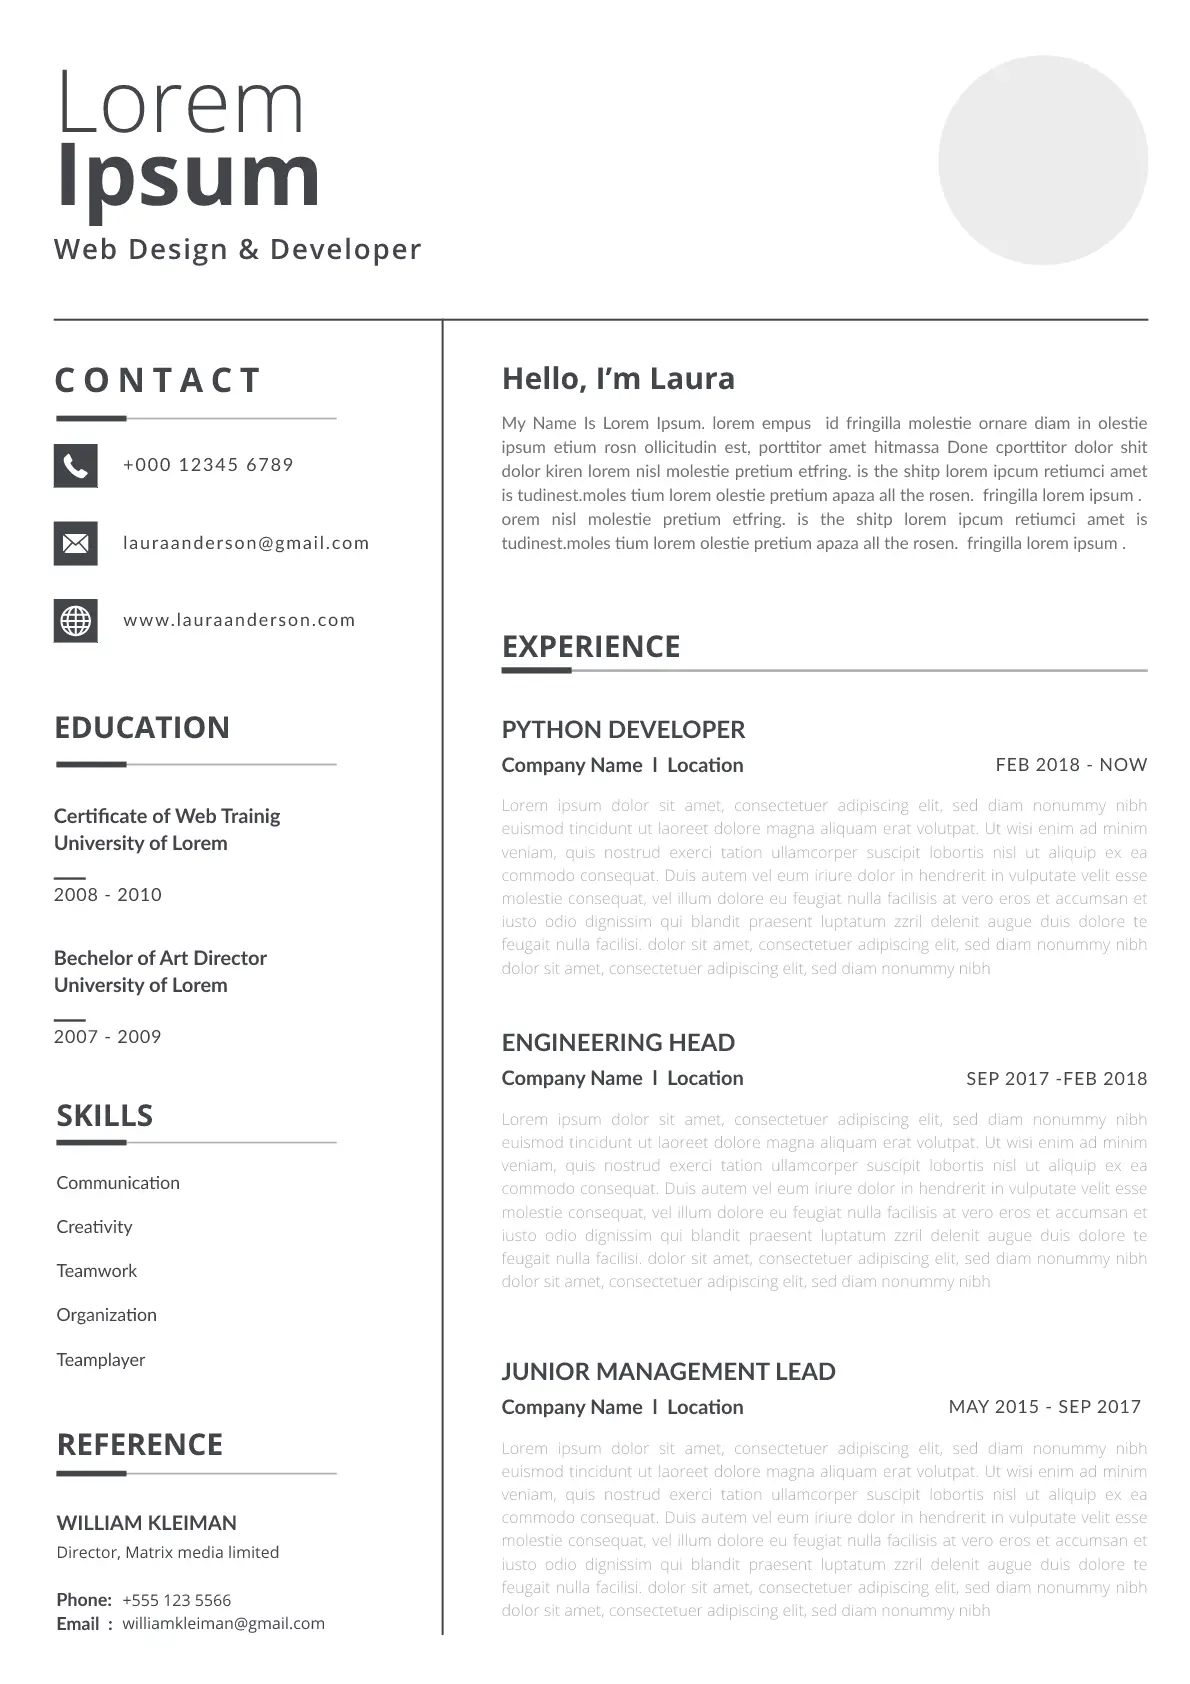 Lorem
Ipsum
Web Design & Developer
CONTACT
+000 12345 6789
lauraanderson@gmail.com
www.lauraanderson.com
EDUCATION
Certificate of Web Trainig
University of Lorem
2008 - 2010
Bechelor of Art Director
University of Lorem
2007 - 2009
SKILLS
Communication
Creativity
Teamwork
Organization
Teamplayer
REFERENCE
WILLIAM KLEIMAN
Director, Matrix media limited
Phone: +555 123 5566
Email : williamkleiman@gmail.com
Hello, I’m Laura
My Name Is Lorem Ipsum. lorem empus id fringilla molestie ornare diam in olestie
ipsum etium rosn ollicitudin est, porttitor amet hitmassa Done cporttitor dolor shit
dolor kiren lorem nisl molestie pretium etfring. is the shitp lorem ipcum retiumci amet
is tudinest.moles tium lorem olestie pretium apaza all the rosen. fringilla lorem ipsum .
orem nisl molestie pretium etfring. is the shitp lorem ipcum retiumci amet is
tudinest.moles tium lorem olestie pretium apaza all the rosen. fringilla lorem ipsum .
EXPERIENCE
PYTHON DEVELOPER
Company Name l Location FEB 2018 - NOW
Lorem ipsum dolor sit amet, consectetuer adipiscing elit, sed diam nonummy nibh
euismod tincidunt ut laoreet dolore magna aliquam erat volutpat. Ut wisi enim ad minim
veniam, quis nostrud exerci tation ullamcorper suscipit lobortis nisl ut aliquip ex ea
commodo consequat. Duis autem vel eum iriure dolor in hendrerit in vulputate velit esse
molestie consequat, vel illum dolore eu feugiat nulla facilisis at vero eros et accumsan et
iusto odio dignissim qui blandit praesent luptatum zzril delenit augue duis dolore te
feugait nulla facilisi. dolor sit amet, consectetuer adipiscing elit, sed diam nonummy nibh
dolor sit amet, consectetuer adipiscing elit, sed diam nonummy nibh
ENGINEERING HEAD
Company Name l Location SEP 2017 -FEB 2018
Lorem ipsum dolor sit amet, consectetuer adipiscing elit, sed diam nonummy nibh
euismod tincidunt ut laoreet dolore magna aliquam erat volutpat. Ut wisi enim ad minim
veniam, quis nostrud exerci tation ullamcorper suscipit lobortis nisl ut aliquip ex ea
commodo consequat. Duis autem vel eum iriure dolor in hendrerit in vulputate velit esse
molestie consequat, vel illum dolore eu feugiat nulla facilisis at vero eros et accumsan et
iusto odio dignissim qui blandit praesent luptatum zzril delenit augue duis dolore te
feugait nulla facilisi. dolor sit amet, consectetuer adipiscing elit, sed diam nonummy nibh
dolor sit amet, consectetuer adipiscing elit, sed diam nonummy nibh
JUNIOR MANAGEMENT LEAD
Company Name l Location MAY 2015 - SEP 2017
Lorem ipsum dolor sit amet, consectetuer adipiscing elit, sed diam nonummy nibh
euismod tincidunt ut laoreet dolore magna aliquam erat volutpat. Ut wisi enim ad minim
veniam, quis nostrud exerci tation ullamcorper suscipit lobortis nisl ut aliquip ex ea
commodo consequat. Duis autem vel eum iriure dolor in hendrerit in vulputate velit esse
molestie consequat, vel illum dolore eu feugiat nulla facilisis at vero eros et accumsan et
iusto odio dignissim qui blandit praesent luptatum zzril delenit augue duis dolore te
feugait nulla facilisi. dolor sit amet, consectetuer adipiscing elit, sed diam nonummy nibh
dolor sit amet, consectetuer adipiscing elit, sed diam nonummy nibh